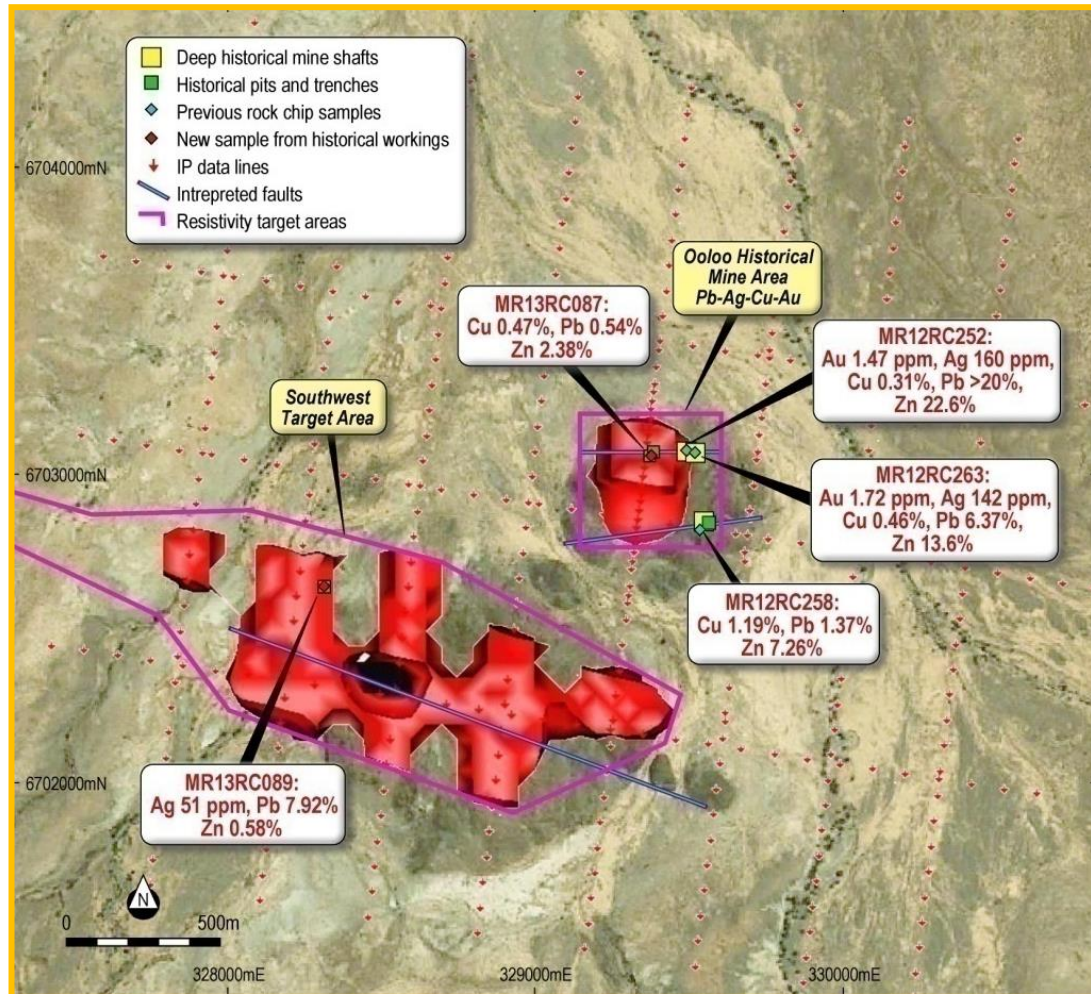 Deep historical mine shafts
Historical pits and trenches
Previous rock chip samples
New sample from historical workings
IP data lines
Intrepreted faults
Resistivity target areas
6704000mN
Ooloo Historical
Mine Area
Pb-Ag-Cu-Au
MR13RC087:
Cu 0.47%, Pb 0.54%
Zn 2.38%
MR12RC252:
Au 1.47 ppm, Ag 160 ppm,
Cu 0.31%, Pb >20%,
Zn 22.6%
Southwest
Target Area
6703000mN
MR12RC263:
Au 1.72 ppm, Ag 142 ppm,
Cu 0.46%, Pb 6.37%,
Zn 13.6%
MR12RC258:
Cu 1.19%, Pb 1.37%
Zn 7.26%
6702000mN
MR13RC089:
Ag 51 ppm, Pb 7.92%
Zn 0.58%
N
0 500m
328000mE 329000mE 330000mE